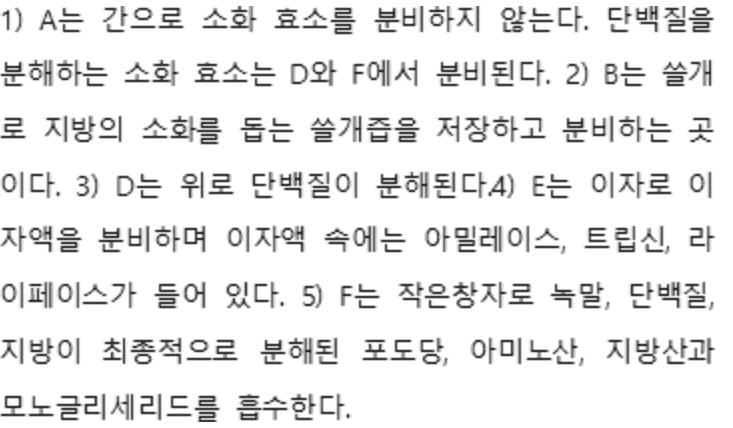 1) A는 간으로 소화 효소를 분비하지 않는다. 단백질을
분해하는 소화 효소는 D와 F에서 분비된다. 2) B는 쓸개
로 지방의 소화를 돕는 쓸개즙을 저장하고 분비하는 곳
이다. 3) D는 위로 단백질이 분해된다.4) E는 이자로 이
자액을 분비하며 이자액 속에는 아밀레이스, 트립신, 라
이페이스가 들어 있다. 5) F는 작은창자로 녹말, 단백질,
지방이 최종적으로 분해된 포도당, 아미노산, 지방산과
모노글리세리드를 흡수한다.